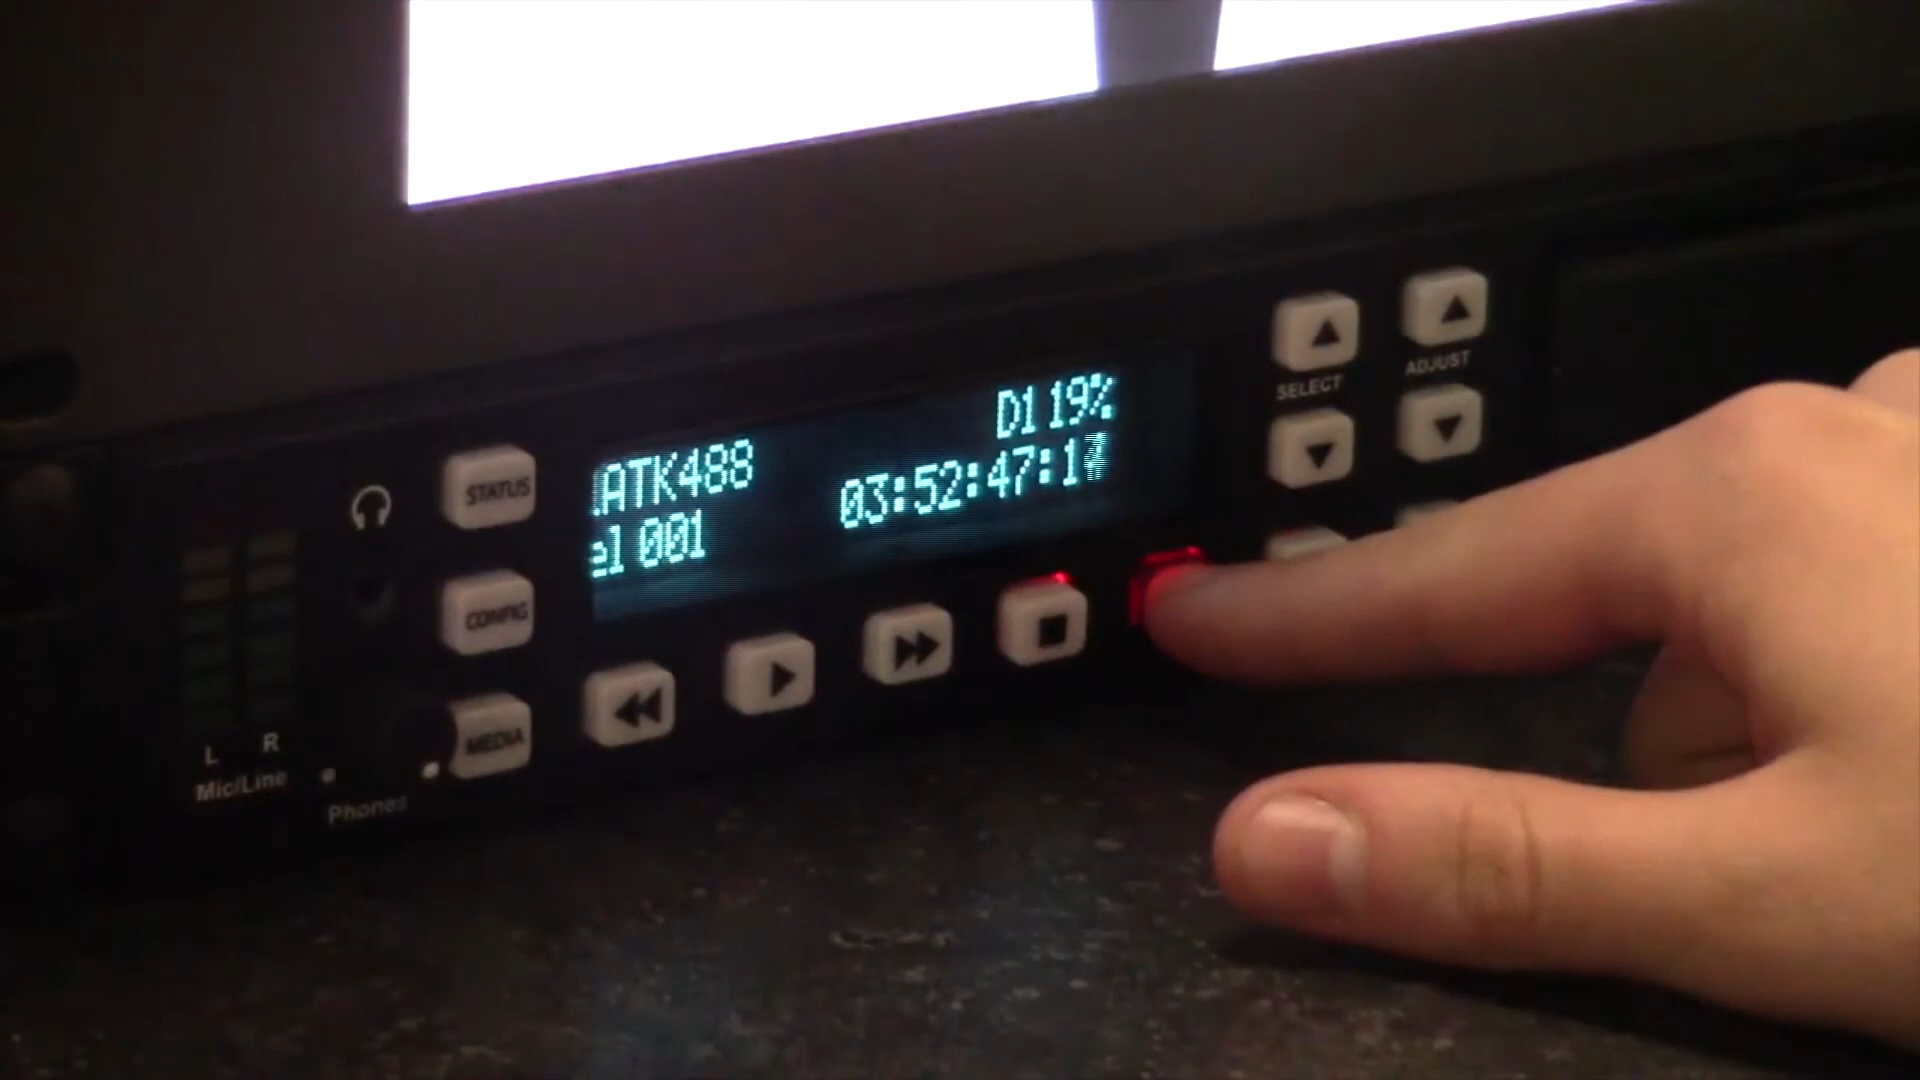 STATUS
CONFIG
MEDIA
ATK488
001
D1 19%
03:52:47:1
SELECT
ADJUST
L R
Mic/Line
Phones